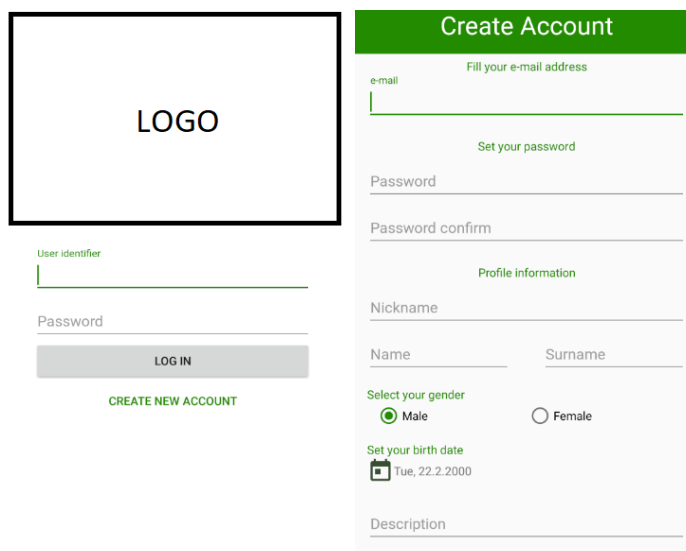 LOGO
User identifier
Password
LOG IN
CREATE NEW ACCOUNT
Create Account
Fill your e-mail address
e-mail
Set your password
Password
Password confirm
Profile information
Nickname
Name Surname
Select your gender
Male Female
Set your birth date
Tue, 22.2.2000
Description